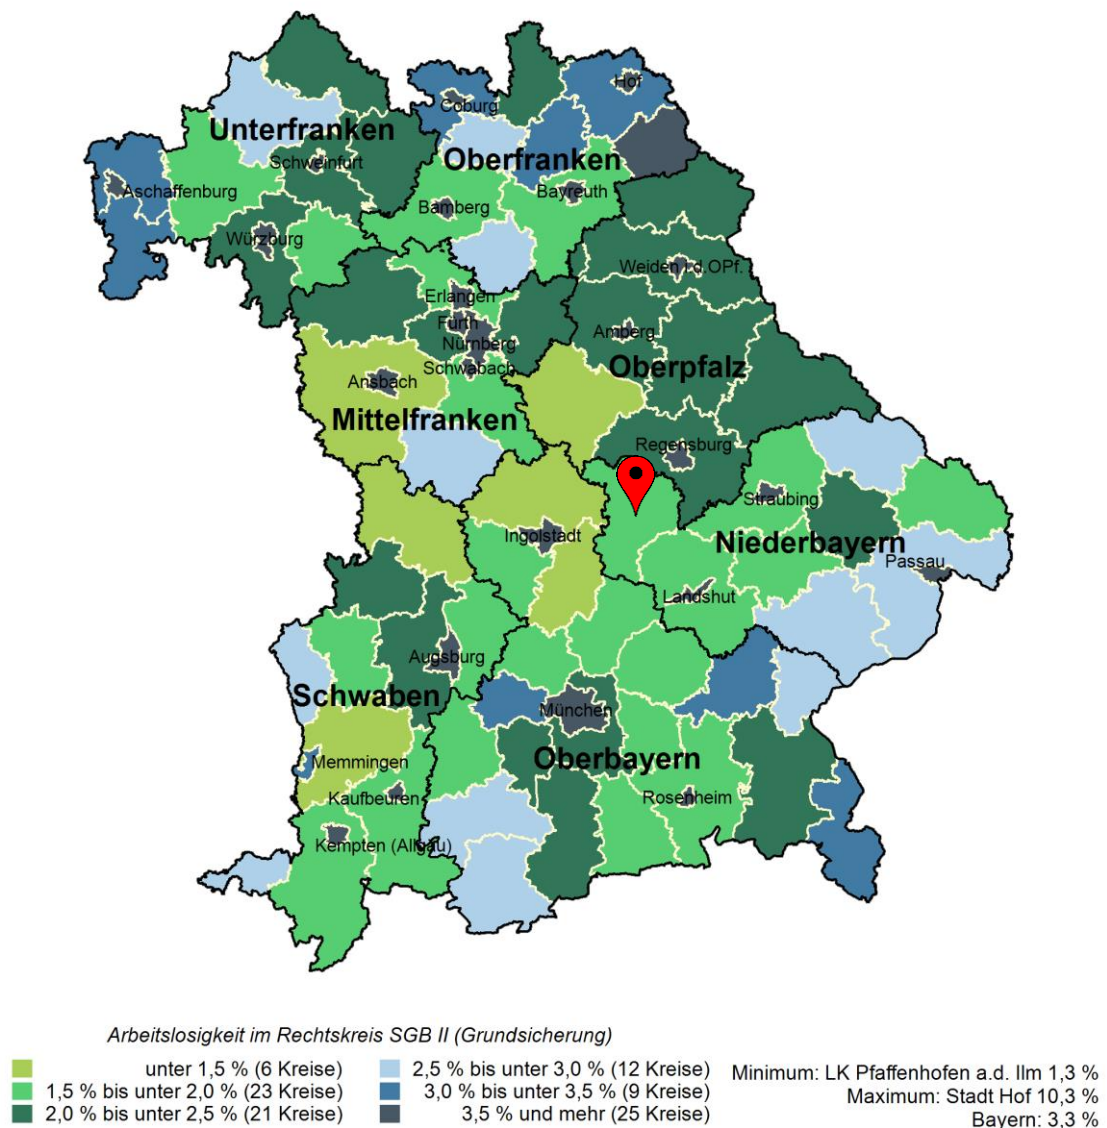 Hof
Coburg
Unterfranken
Oberfranken
Schweinfurt
Aschaffenburg
Bayreuth
Bamberg
Würzburg
Weiden i.d.OPf.
Erlangen
Fürth
Amberg
Nürnberg
Schwabach
Oberpfalz
Ansbach
Mittelfranken
Regensburg
Straubing
Ingolstadt
Niederbayern
Passau
Landshut
Augsburg
Schwaben
München
Oberbayern
Memmingen
Kaufbeuren
Rosenheim
Kempten (Allgäu)
Arbeitslosigkeit im Rechtskreis SGB II (Grundsicherung)
unter 1,5 % (6 Kreise)
1,5 % bis unter 2,0 % (23 Kreise)
2,0 % bis unter 2,5 % (21 Kreise)
2,5 % bis unter 3,0 % (12 Kreise)
3,0 % bis unter 3,5 % (9 Kreise)
3,5 % und mehr (25 Kreise)
Minimum: LK Pfaffenhofen a.d. Ilm 1,3 %
Maximum: Stadt Hof 10,3 %
Bayern: 3,3 %